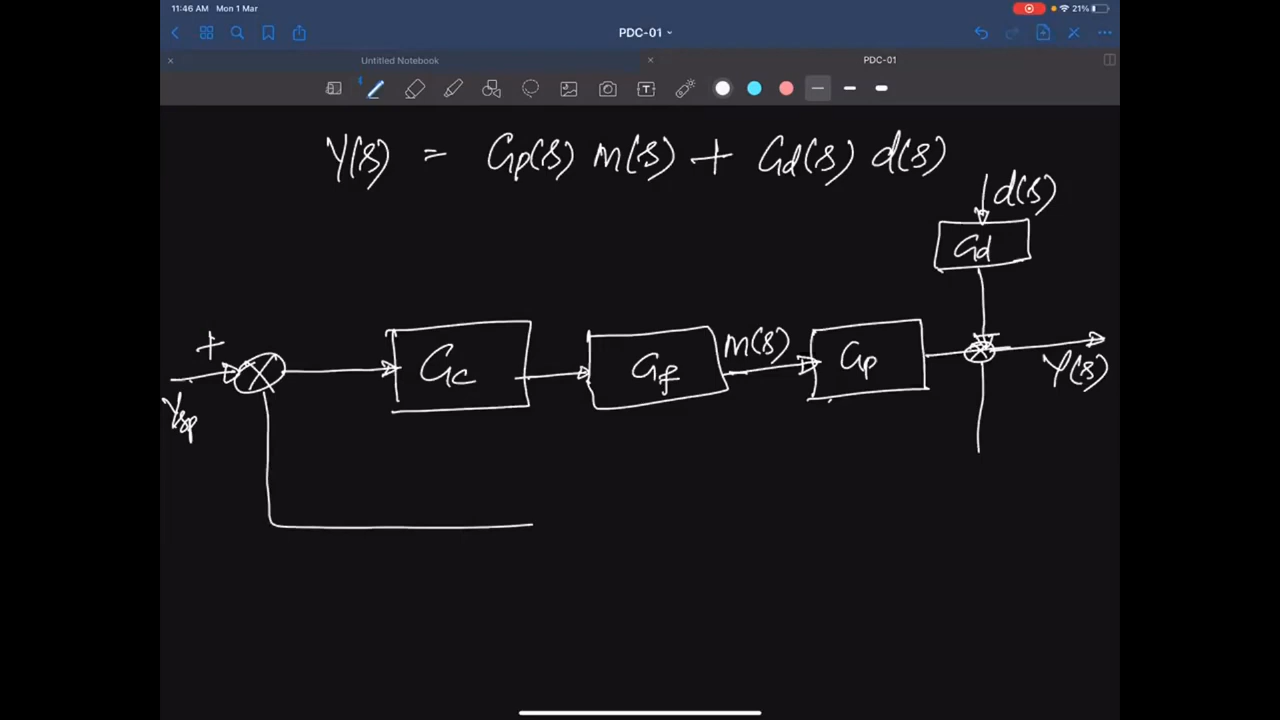 11:46 AM Mon 1 Mar
21%
PDC-01
Untitled Notebook
PDC-01
Y(s) = Gp(s) m(s) + Gd(s) d(s)
d(s)
Gd
+
Gc
Gf
m(s)
Gp
Y(s)
Ysp